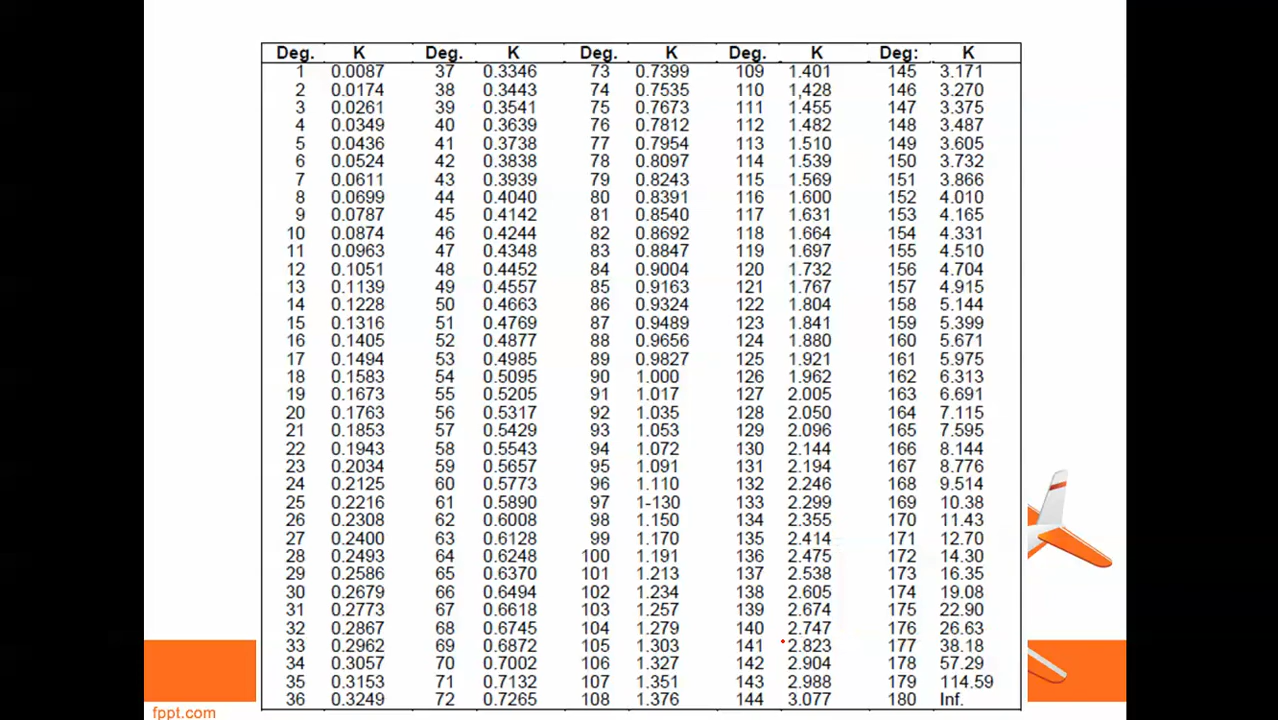 Deg. K Deg. K Deg. K Deg. K Deg: K
1 0.0087 37 0.3346 73 0.7399 109 1.401 145 3.171
2 0.0174 38 0.3443 74 0.7535 110 1,428 146 3.270
3 0.0261 39 0.3541 75 0.7673 111 1.455 147 3.375
4 0.0349 40 0.3639 76 0.7812 112 1.482 148 3.487
5 0.0436 41 0.3738 77 0.7954 113 1.510 149 3.605
6 0.0524 42 0.3838 78 0.8097 114 1.539 150 3.732
7 0.0611 43 0.3939 79 0.8243 115 1.569 151 3.866
8 0.0699 44 0.4040 80 0.8391 116 1.600 152 4.010
9 0.0787 45 0.4142 81 0.8540 117 1.631 153 4.165
10 0.0874 46 0.4244 82 0.8692 118 1.664 154 4.331
11 0.0963 47 0.4348 83 0.8847 119 1.697 155 4.510
12 0.1051 48 0.4452 84 0.9004 120 1.732 156 4.704
13 0.1139 49 0.4557 85 0.9163 121 1.767 157 4.915
14 0.1228 50 0.4663 86 0.9324 122 1.804 158 5.144
15 0.1316 51 0.4769 87 0.9489 123 1.841 159 5.399
16 0.1405 52 0.4877 88 0.9656 124 1.880 160 5.671
17 0.1494 53 0.4985 89 0.9827 125 1.921 161 5.975
18 0.1583 54 0.5095 90 1.000 126 1.962 162 6.313
19 0.1673 55 0.5205 91 1.017 127 2.005 163 6.691
20 0.1763 56 0.5317 92 1.035 128 2.050 164 7.115
21 0.1853 57 0.5429 93 1.053 129 2.096 165 7.595
22 0.1943 58 0.5543 94 1.072 130 2.144 166 8.144
23 0.2034 59 0.5657 95 1.091 131 2.194 167 8.776
24 0.2125 60 0.5773 96 1.110 132 2.246 168 9.514
25 0.2216 61 0.5890 97 1-130 133 2.299 169 10.38
26 0.2308 62 0.6008 98 1.150 134 2.355 170 11.43
27 0.2400 63 0.6128 99 1.170 135 2.414 171 12.70
28 0.2493 64 0.6248 100 1.191 136 2.475 172 14.30
29 0.2586 65 0.6370 101 1.213 137 2.538 173 16.35
30 0.2679 66 0.6494 102 1.234 138 2.605 174 19.08
31 0.2773 67 0.6618 103 1.257 139 2.674 175 22.90
32 0.2867 68 0.6745 104 1.279 140 2.747 176 26.63
33 0.2962 69 0.6872 105 1.303 141 2.823 177 38.18
34 0.3057 70 0.7002 106 1.327 142 2.904 178 57.29
35 0.3153 71 0.7132 107 1.351 143 2.988 179 114.59
36 0.3249 72 0.7265 108 1.376 144 3.077 180 Inf.
fppt.com